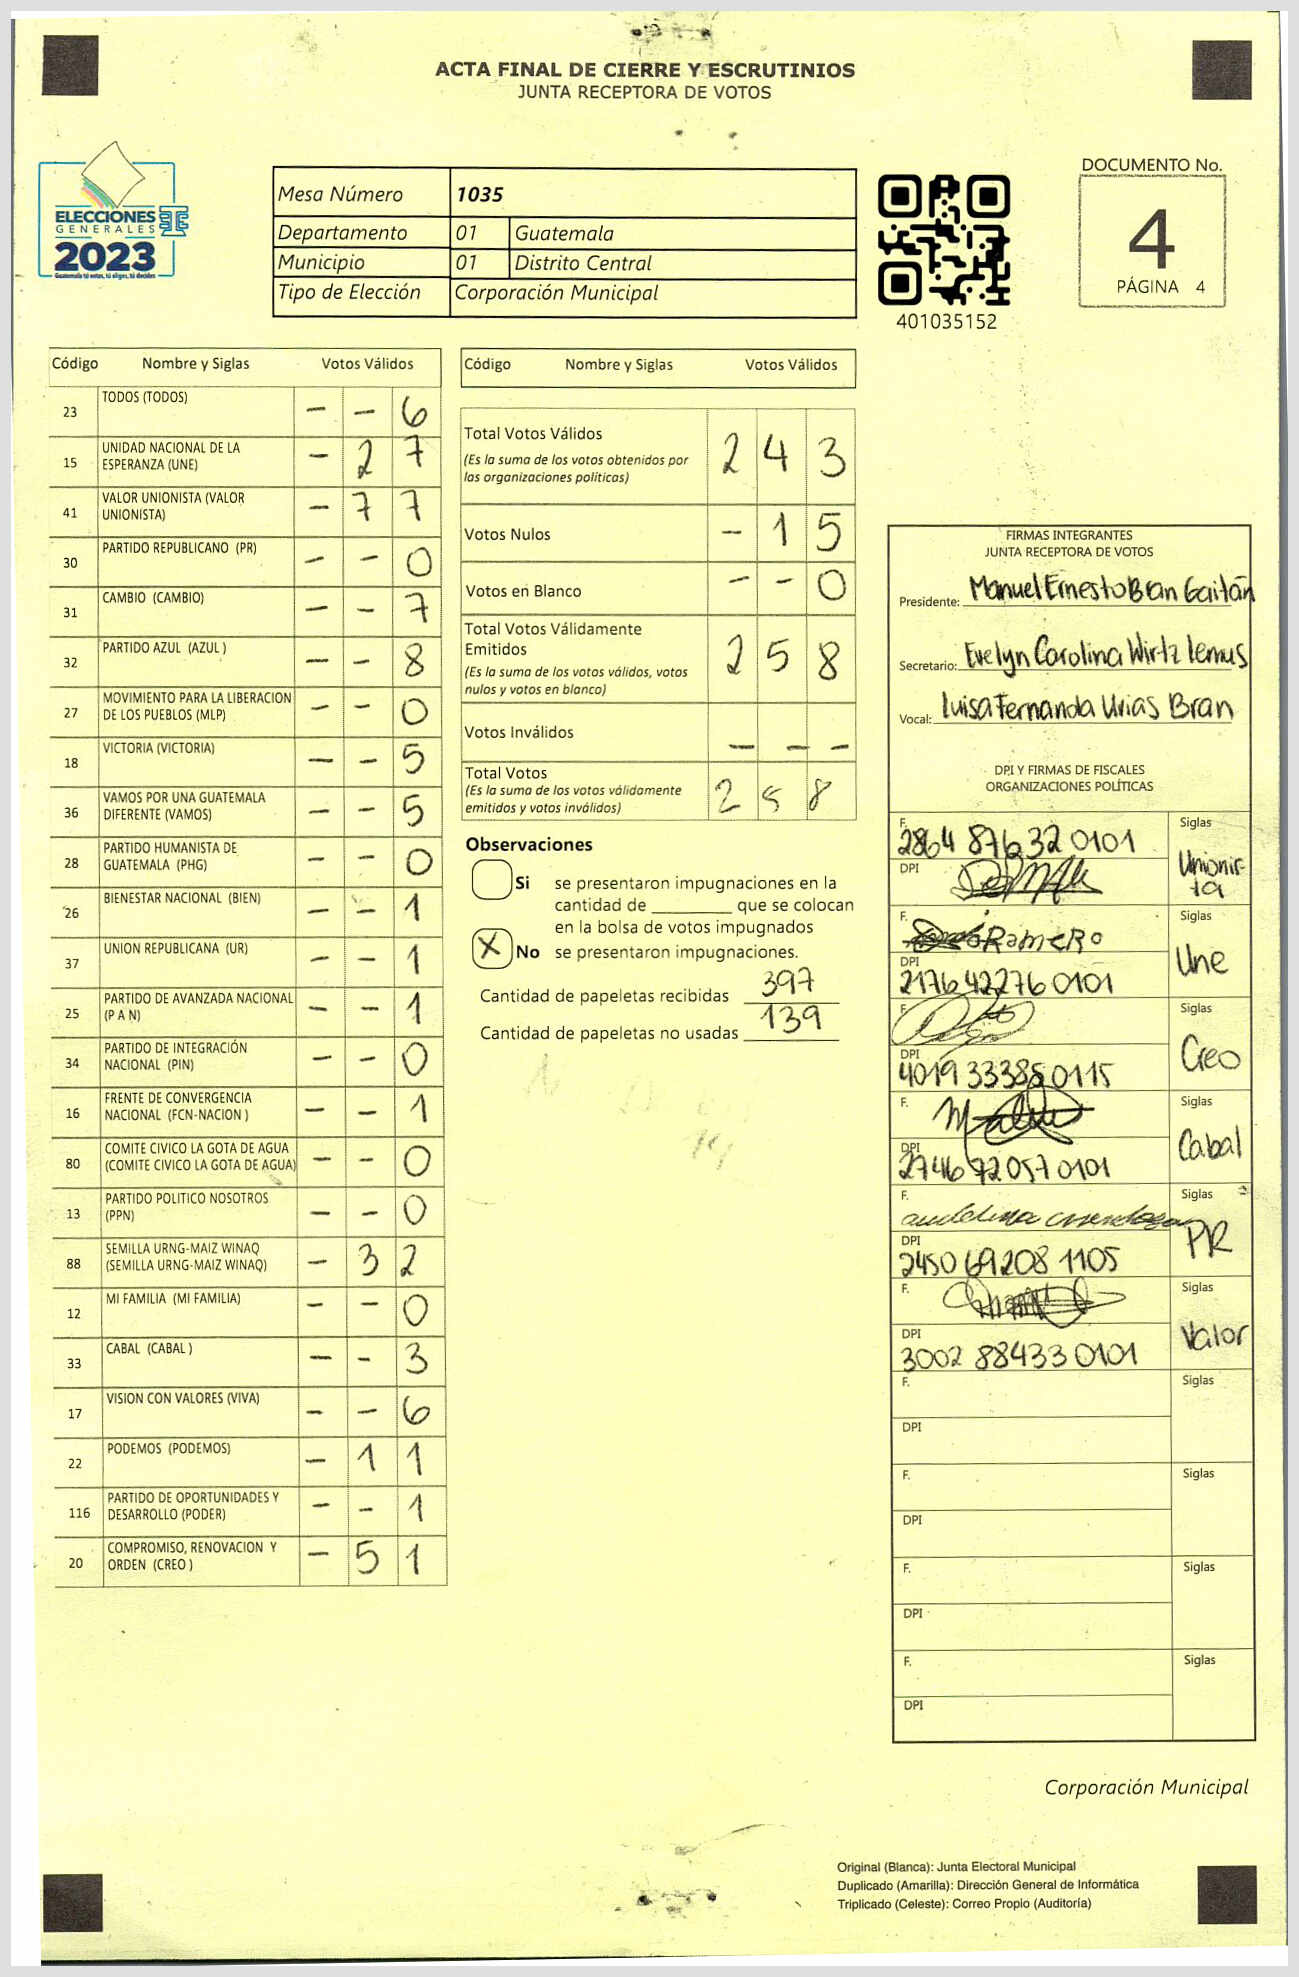 ACTA FINAL DE CIERRE Y ESCRUTINIOS
JUNTA RECEPTORA DE VOTOS
ELECCIONES
GENERALES
2023
Guatemala tú votas, tú eliges, tú decides
Mesa Número 1035
Departamento 01 Guatemala
Municipio 01 Distrito Central
Tipo de Elección Corporación Municipal
401035152
DOCUMENTO No.
4
PÁGINA 4
Código Nombre y Siglas Votos Válidos
23 TODOS (TODOS) - - 6
15 UNIDAD NACIONAL DE LA
ESPERANZA (UNE) - 2 7
41 VALOR UNIONISTA (VALOR
UNIONISTA) - 7 7
30 PARTIDO REPUBLICANO (PR) - - 0
31 CAMBIO (CAMBIO) - - 7
32 PARTIDO AZUL (AZUL ) - - 8
27 MOVIMIENTO PARA LA LIBERACION
DE LOS PUEBLOS (MLP) - - 0
18 VICTORIA (VICTORIA) - - 5
36 VAMOS POR UNA GUATEMALA
DIFERENTE (VAMOS) - - 5
28 PARTIDO HUMANISTA DE
GUATEMALA (PHG) - - 0
26 BIENESTAR NACIONAL (BIEN) - - 1
37 UNION REPUBLICANA (UR) - - 1
25 PARTIDO DE AVANZADA NACIONAL
(P A N) - - 1
34 PARTIDO DE INTEGRACIÓN
NACIONAL (PIN) - - 0
16 FRENTE DE CONVERGENCIA
NACIONAL (FCN-NACION ) - - 1
80 COMITE CIVICO LA GOTA DE AGUA
(COMITE CIVICO LA GOTA DE AGUA) - - 0
13 PARTIDO POLITICO NOSOTROS
(PPN) - - 0
88 SEMILLA URNG-MAIZ WINAQ
(SEMILLA URNG-MAIZ WINAQ) - 3 2
12 MI FAMILIA (MI FAMILIA) - - 0
33 CABAL (CABAL ) - - 3
17 VISION CON VALORES (VIVA) - - 6
22 PODEMOS (PODEMOS) - 1 1
116 PARTIDO DE OPORTUNIDADES Y
DESARROLLO (PODER) - - 1
20 COMPROMISO, RENOVACION Y
ORDEN (CREO ) - 5 1
Código Nombre y Siglas Votos Válidos
Total Votos Válidos 2 4 3
(Es la suma de los votos obtenidos por
las organizaciones politicas)
Votos Nulos - 1 5
Votos en Blanco - - 0
Total Votos Válidamente
Emitidos 2 5 8
(Es la suma de los votos válidos, votos
nulos y votos en blanco)
Votos Inválidos - - -
Total Votos 2 5 8
(Es la suma de los votos válidamente
emitidos y votos inválidos)
Observaciones
Si se presentaron impugnaciones en la
cantidad de ________ que se colocan
en la bolsa de votos impugnados
X No se presentaron impugnaciones.
Cantidad de papeletas recibidas 397
Cantidad de papeletas no usadas 139
FIRMAS INTEGRANTES
JUNTA RECEPTORA DE VOTOS
Presidente: Manuel Ernesto Bran Gaitán
Secretario: Evelyn Carolina Wirtz Lemus
Vocal: Luisa Fernanda Urias Bran
DPI Y FIRMAS DE FISCALES
ORGANIZACIONES POLÍTICAS
F. 2864 87632 0101 Siglas
DPI Unionis-
ta
F. Romero Siglas
DPI 2176 42276 0101 Une
F. Siglas
DPI 4019 33385 0115 Creo
F. Siglas
DPI 2746 72057 0101 Cabal
F. Siglas
DPI 2450 69208 1105 PR
F. Siglas
DPI 3002 88433 0101 Valor
F. Siglas
DPI
F. Siglas
DPI
F. Siglas
DPI
F. Siglas
DPI
Corporación Municipal
Original (Blanca): Junta Electoral Municipal
Duplicado (Amarilla): Dirección General de Informática
Triplicado (Celeste): Correo Propio (Auditoría)